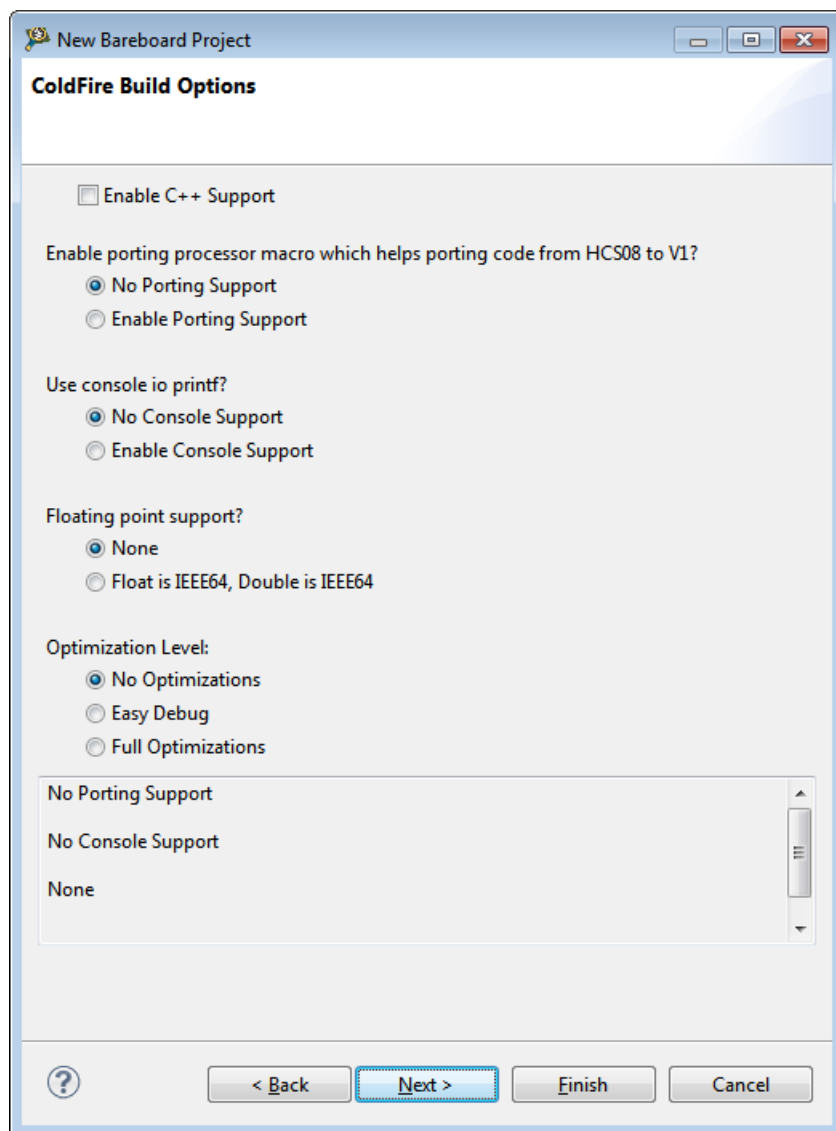 New Bareboard Project
ColdFire Build Options
Enable C++ Support
Enable porting processor macro which helps porting code from HCS08 to V1?
No Porting Support
Enable Porting Support
Use console io printf?
No Console Support
Enable Console Support
Floating point support?
None
Float is IEEE64, Double is IEEE64
Optimization Level:
No Optimizations
Easy Debug
Full Optimizations
No Porting Support
No Console Support
None
? < Back Next > Finish Cancel